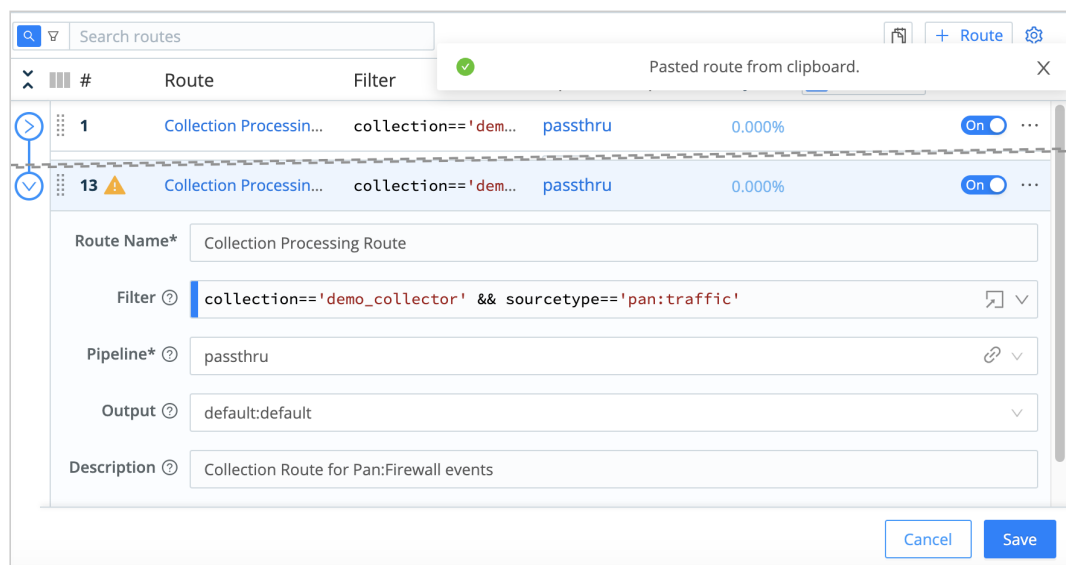 Search routes
+ Route
Pasted route from clipboard.
# Route Filter
1 Collection Processin... collection=='dem... passthru 0.000% On ...
13 Collection Processin... collection=='dem... passthru 0.000% On ...
Route Name* Collection Processing Route
Filter ? collection=='demo_collector' && sourcetype=='pan:traffic'
Pipeline* ? passthru
Output ? default:default
Description ? Collection Route for Pan:Firewall events
Cancel Save